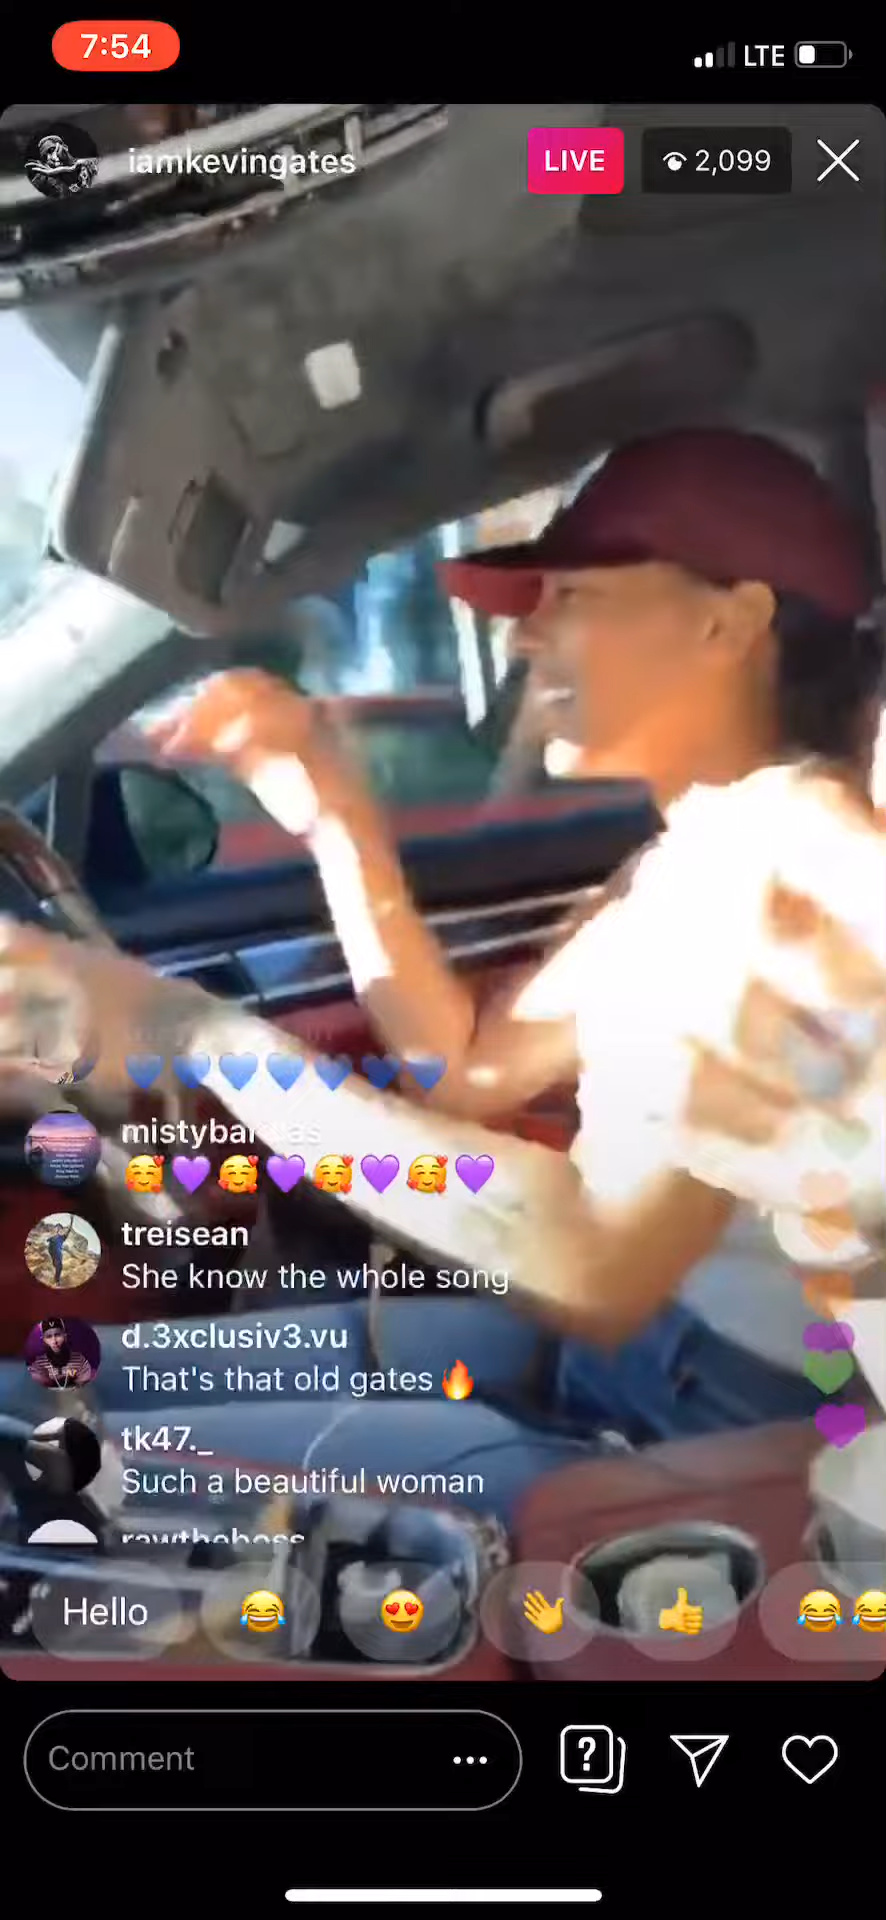 7:54
LTE
iamkevingates
LIVE
2,099
💙💙💙💙💙💙💙
🥰💜🥰💜🥰💜🥰💜
treisean
She know the whole song
d.3xclusiv3.vu
That's that old gates🔥
tk47._
Such a beautiful woman
rawtheboss
Hello 😂 😍 👋 👍 😂😂
Comment
?